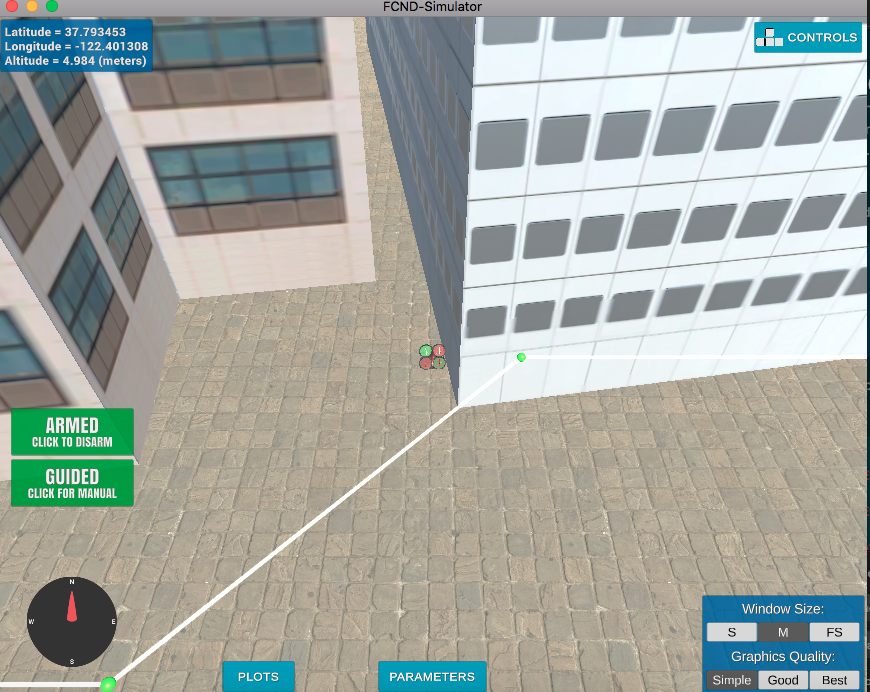 FCND-Simulator
Latitude = 37.793453
Longitude = -122.401308
Altitude = 4.984 (meters)
CONTROLS
ARMED
CLICK TO DISARM
GUIDED
CLICK FOR MANUAL
N
W E
S
PLOTS
PARAMETERS
Window Size:
S M FS
Graphics Quality:
Simple Good Best